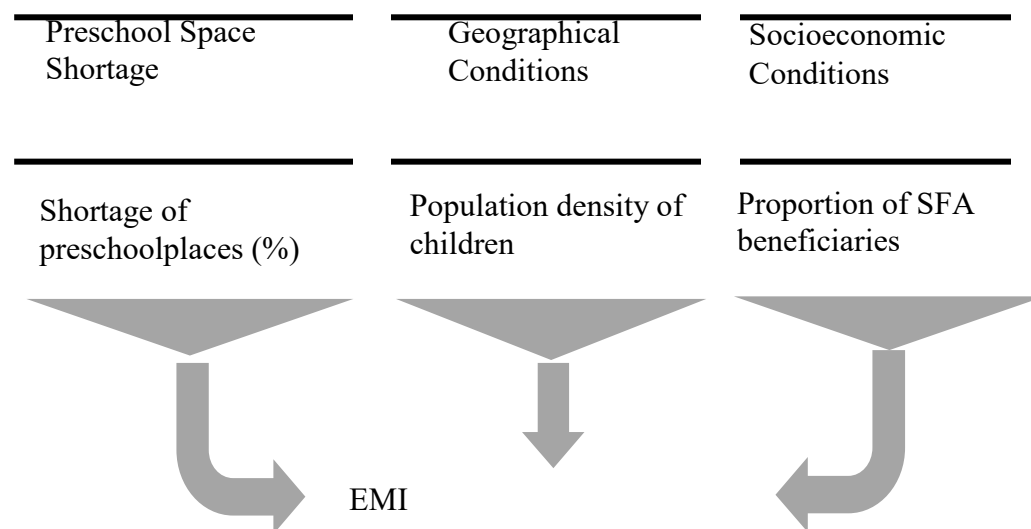 Preschool Space
Shortage
Geographical
Conditions
Socioeconomic
Conditions
Shortage of
preschoolplaces (%)
Population density of
children
Proportion of SFA
beneficiaries
EMI